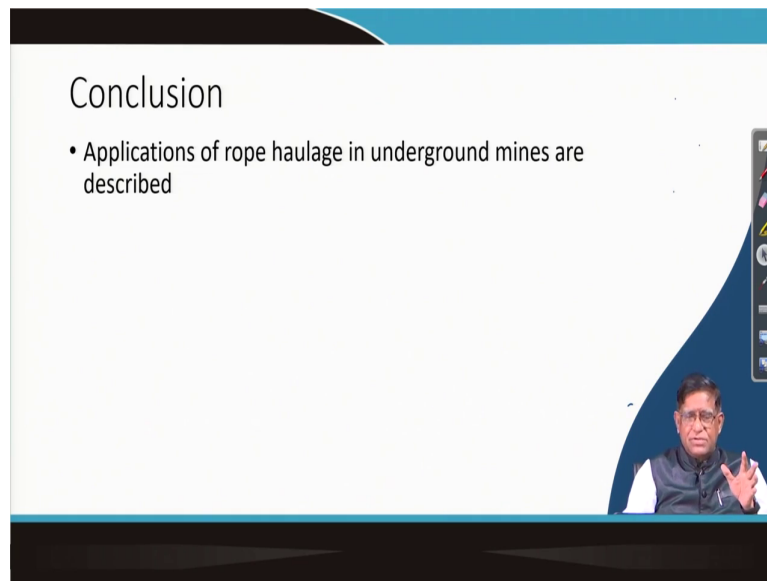 Conclusion
• Applications of rope haulage in underground mines are
described